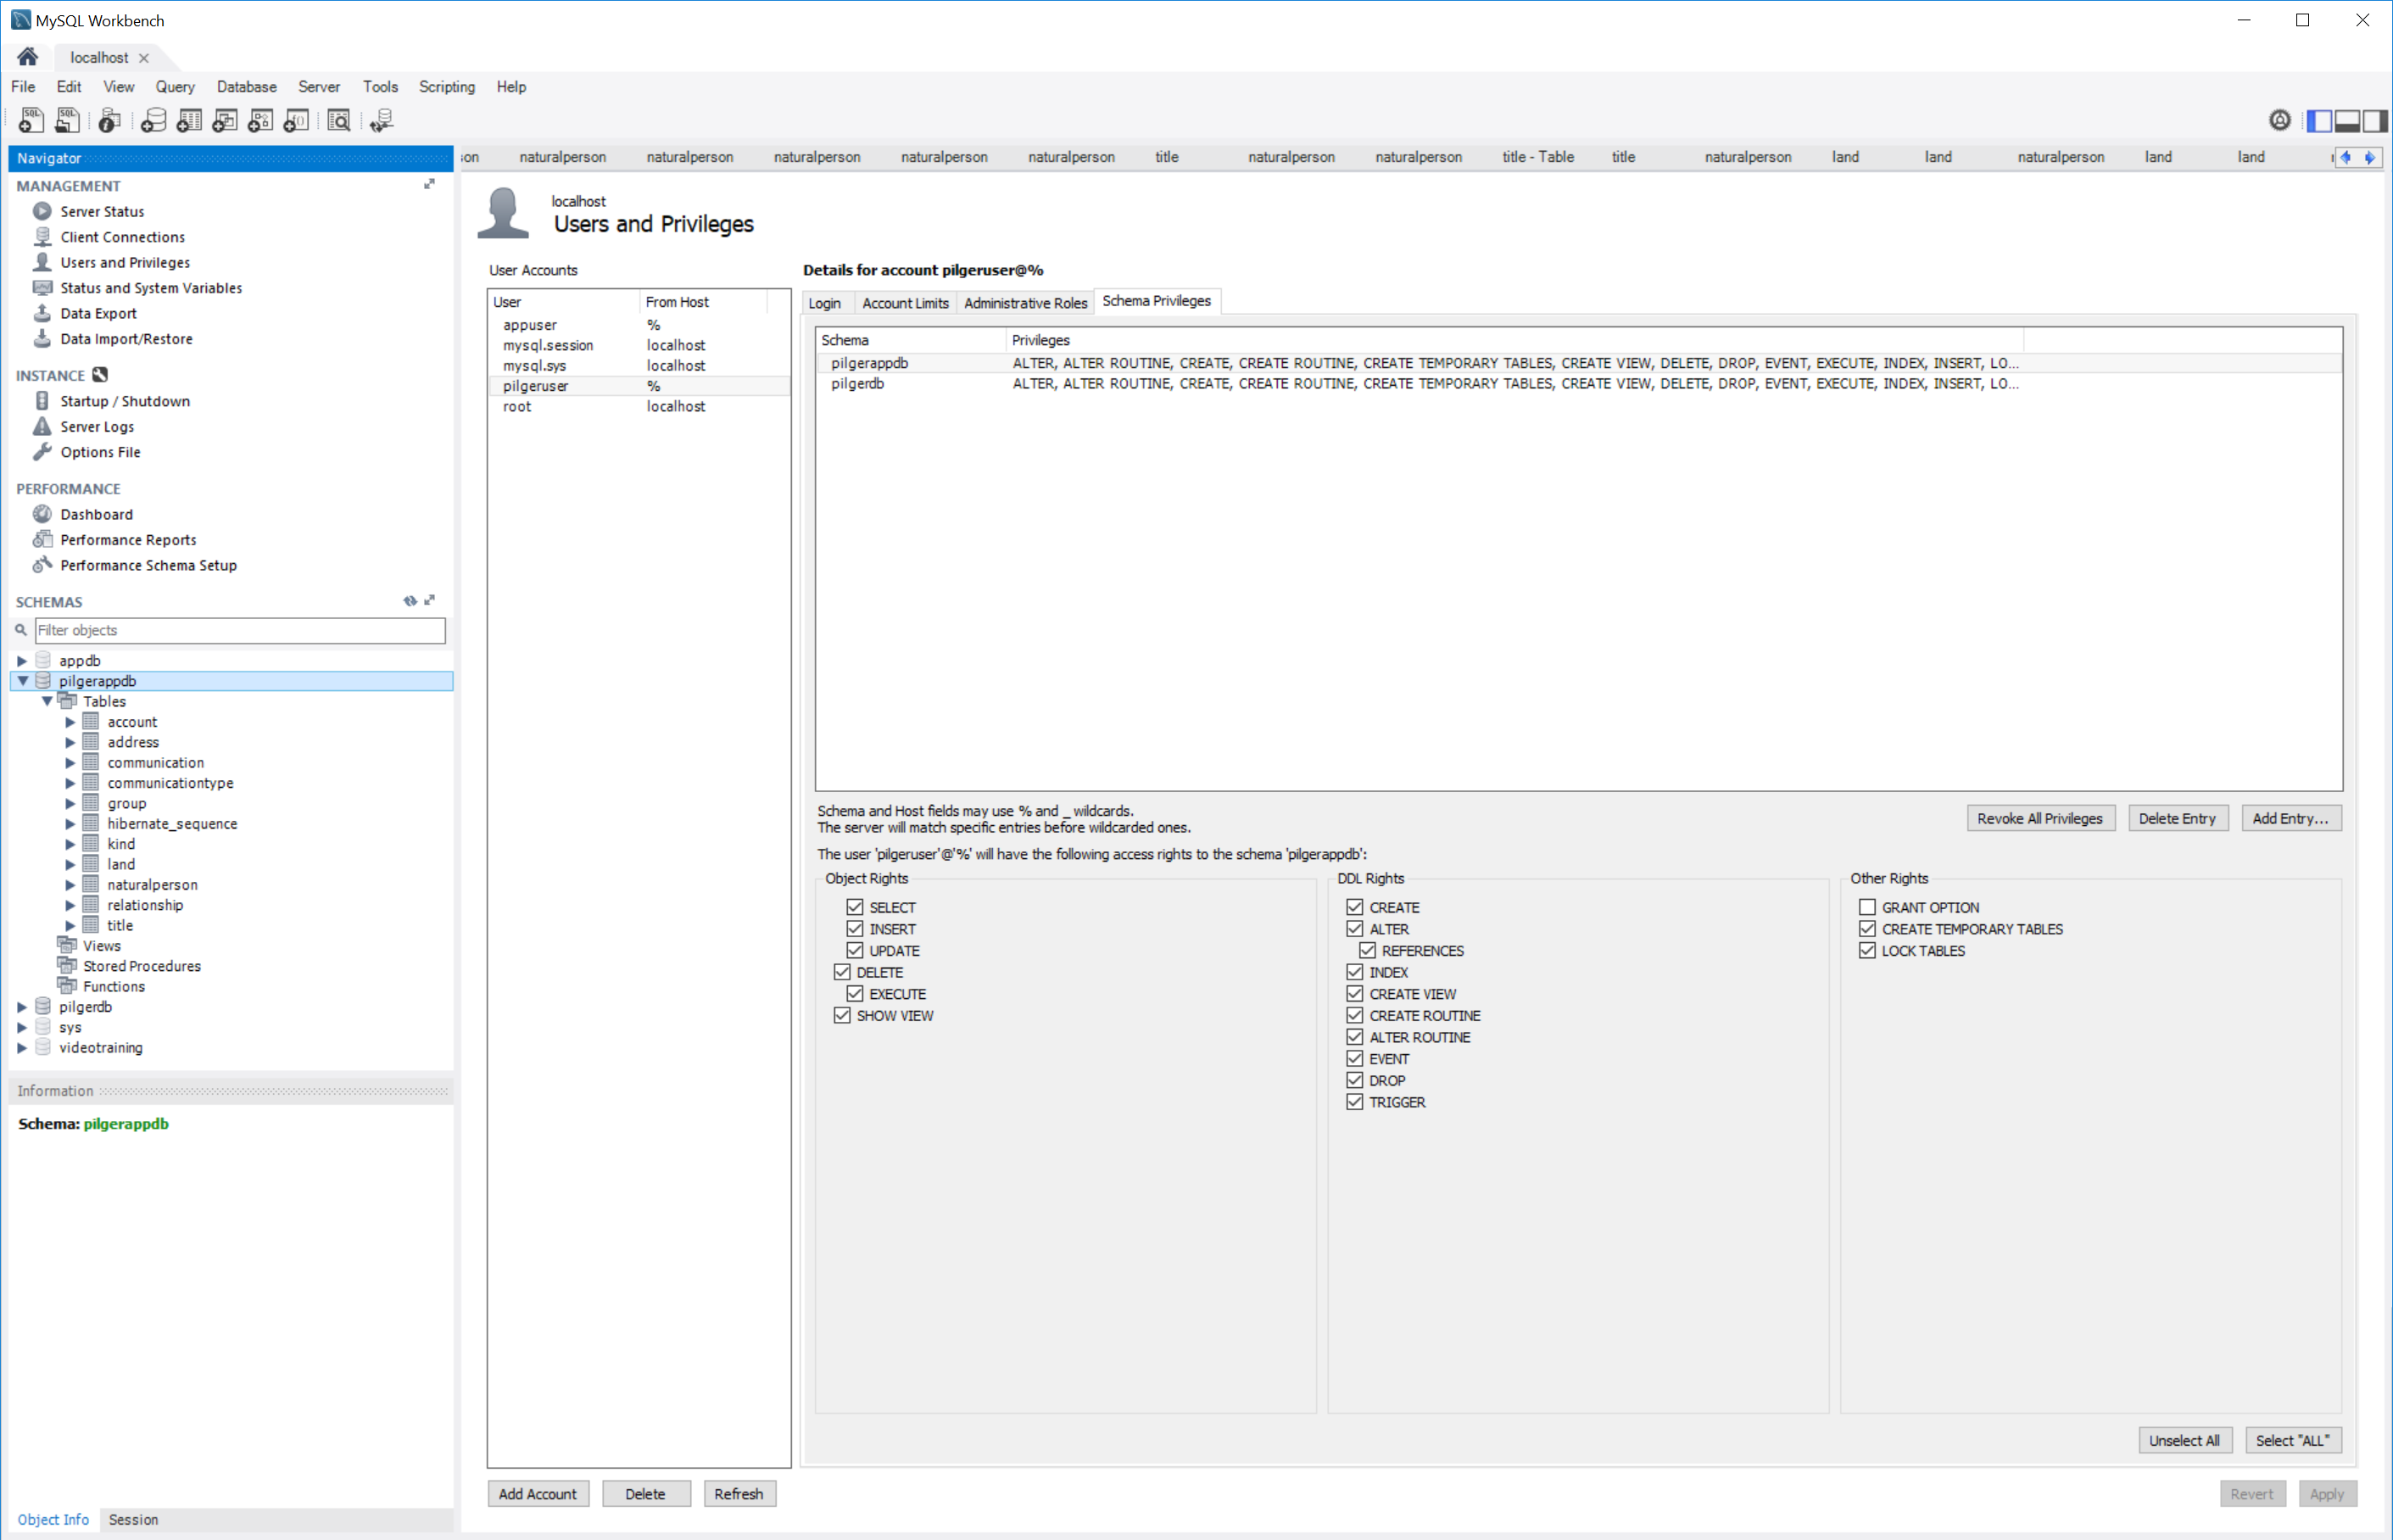 MySQL Workbench
localhost
File Edit View Query Database Server Tools Scripting Help
Navigator
MANAGEMENT
Server Status
Client Connections
Users and Privileges
Status and System Variables
Data Export
Data Import/Restore
INSTANCE
Startup / Shutdown
Server Logs
Options File
PERFORMANCE
Dashboard
Performance Reports
Performance Schema Setup
SCHEMAS
Filter objects
appdb
pilgerappdb
Tables
account
address
communication
communicationtype
group
hibernate_sequence
kind
land
naturalperson
relationship
title
Views
Stored Procedures
Functions
pilgerdb
sys
videotraining
Information
Schema: pilgerappdb
Object Info Session
son naturalperson naturalperson naturalperson naturalperson naturalperson title naturalperson naturalperson title - Table title naturalperson land land naturalperson land land
localhost
Users and Privileges
User Accounts
User From Host
appuser %
mysql.session localhost
mysql.sys localhost
pilgeruser %
root localhost
Add Account Delete Refresh
Details for account pilgeruser@%
Login Account Limits Administrative Roles Schema Privileges
Schema Privileges
pilgerappdb ALTER, ALTER ROUTINE, CREATE, CREATE ROUTINE, CREATE TEMPORARY TABLES, CREATE VIEW, DELETE, DROP, EVENT, EXECUTE, INDEX, INSERT, LO...
pilgerdb ALTER, ALTER ROUTINE, CREATE, CREATE ROUTINE, CREATE TEMPORARY TABLES, CREATE VIEW, DELETE, DROP, EVENT, EXECUTE, INDEX, INSERT, LO...
Schema and Host fields may use % and _ wildcards.
The server will match specific entries before wildcarded ones.
Revoke All Privileges Delete Entry Add Entry...
The user 'pilgeruser'@'%' will have the following access rights to the schema 'pilgerappdb':
Object Rights
SELECT
INSERT
UPDATE
DELETE
EXECUTE
SHOW VIEW
DDL Rights
CREATE
ALTER
REFERENCES
INDEX
CREATE VIEW
CREATE ROUTINE
ALTER ROUTINE
EVENT
DROP
TRIGGER
Other Rights
GRANT OPTION
CREATE TEMPORARY TABLES
LOCK TABLES
Unselect All Select "ALL"
Revert Apply